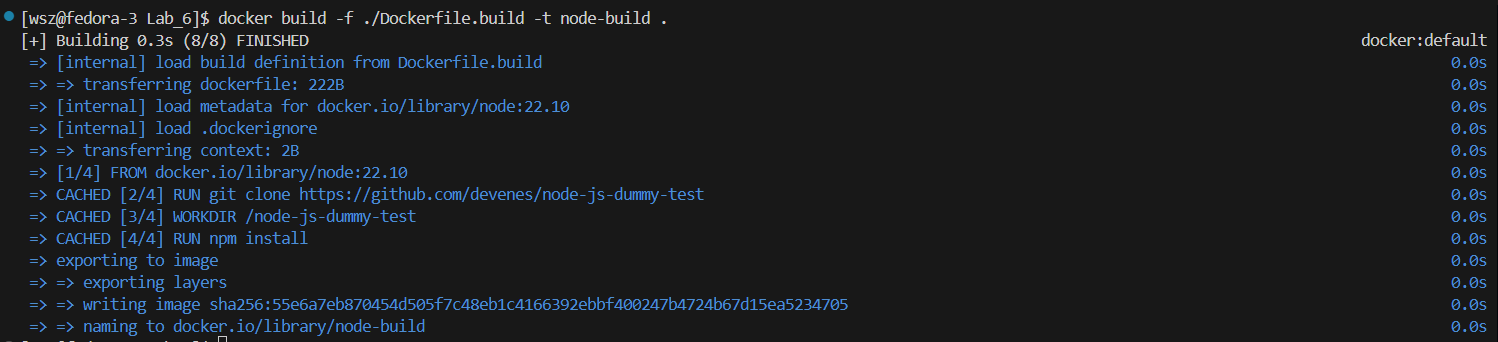 [wsz@fedora-3 Lab_6]$ docker build -f ./Dockerfile.build -t node-build .
[+] Building 0.3s (8/8) FINISHED docker:default
=> [internal] load build definition from Dockerfile.build 0.0s
=> => transferring dockerfile: 222B 0.0s
=> [internal] load metadata for docker.io/library/node:22.10 0.0s
=> [internal] load .dockerignore 0.0s
=> => transferring context: 2B 0.0s
=> [1/4] FROM docker.io/library/node:22.10 0.0s
=> CACHED [2/4] RUN git clone https://github.com/devenes/node-js-dummy-test 0.0s
=> CACHED [3/4] WORKDIR /node-js-dummy-test 0.0s
=> CACHED [4/4] RUN npm install 0.0s
=> exporting to image 0.0s
=> => exporting layers 0.0s
=> => writing image sha256:55e6a7eb870454d505f7c48eb1c4166392ebbf400247b4724b67d15ea5234705 0.0s
=> => naming to docker.io/library/node-build 0.0s